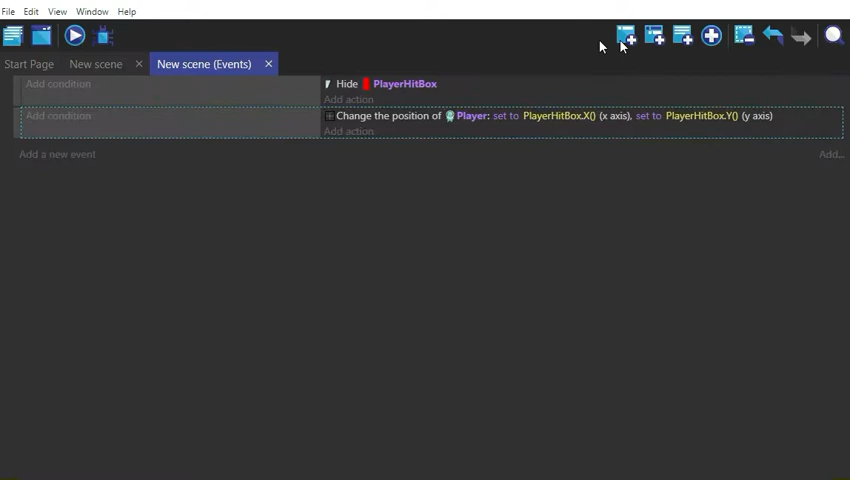 File Edit View Window Help
Start Page New scene × New scene (Events) ×
Add condition Hide PlayerHitBox
Add action
Add condition Change the position of Player: set to PlayerHitBox.X() (x axis), set to PlayerHitBox.Y() (y axis)
Add action
Add a new event Add...